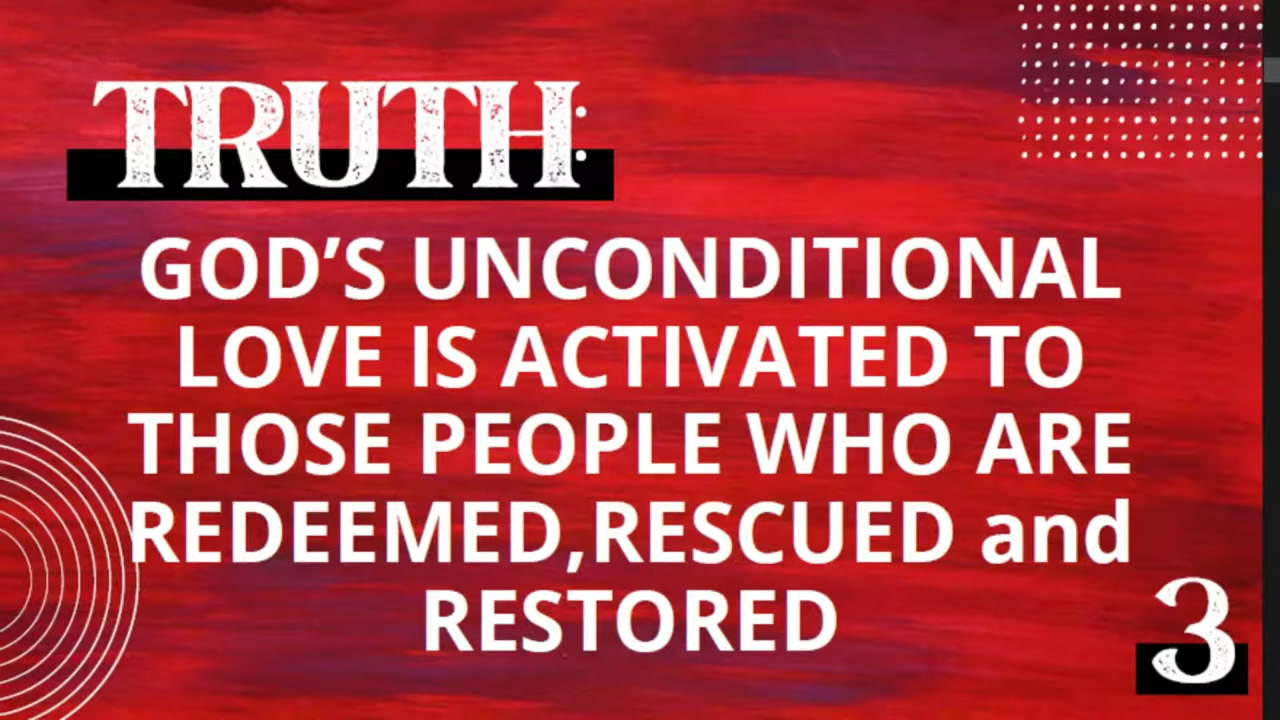 TRUTH:
GOD’S UNCONDITIONAL
LOVE IS ACTIVATED TO
THOSE PEOPLE WHO ARE
REDEEMED,RESCUED and
RESTORED
3